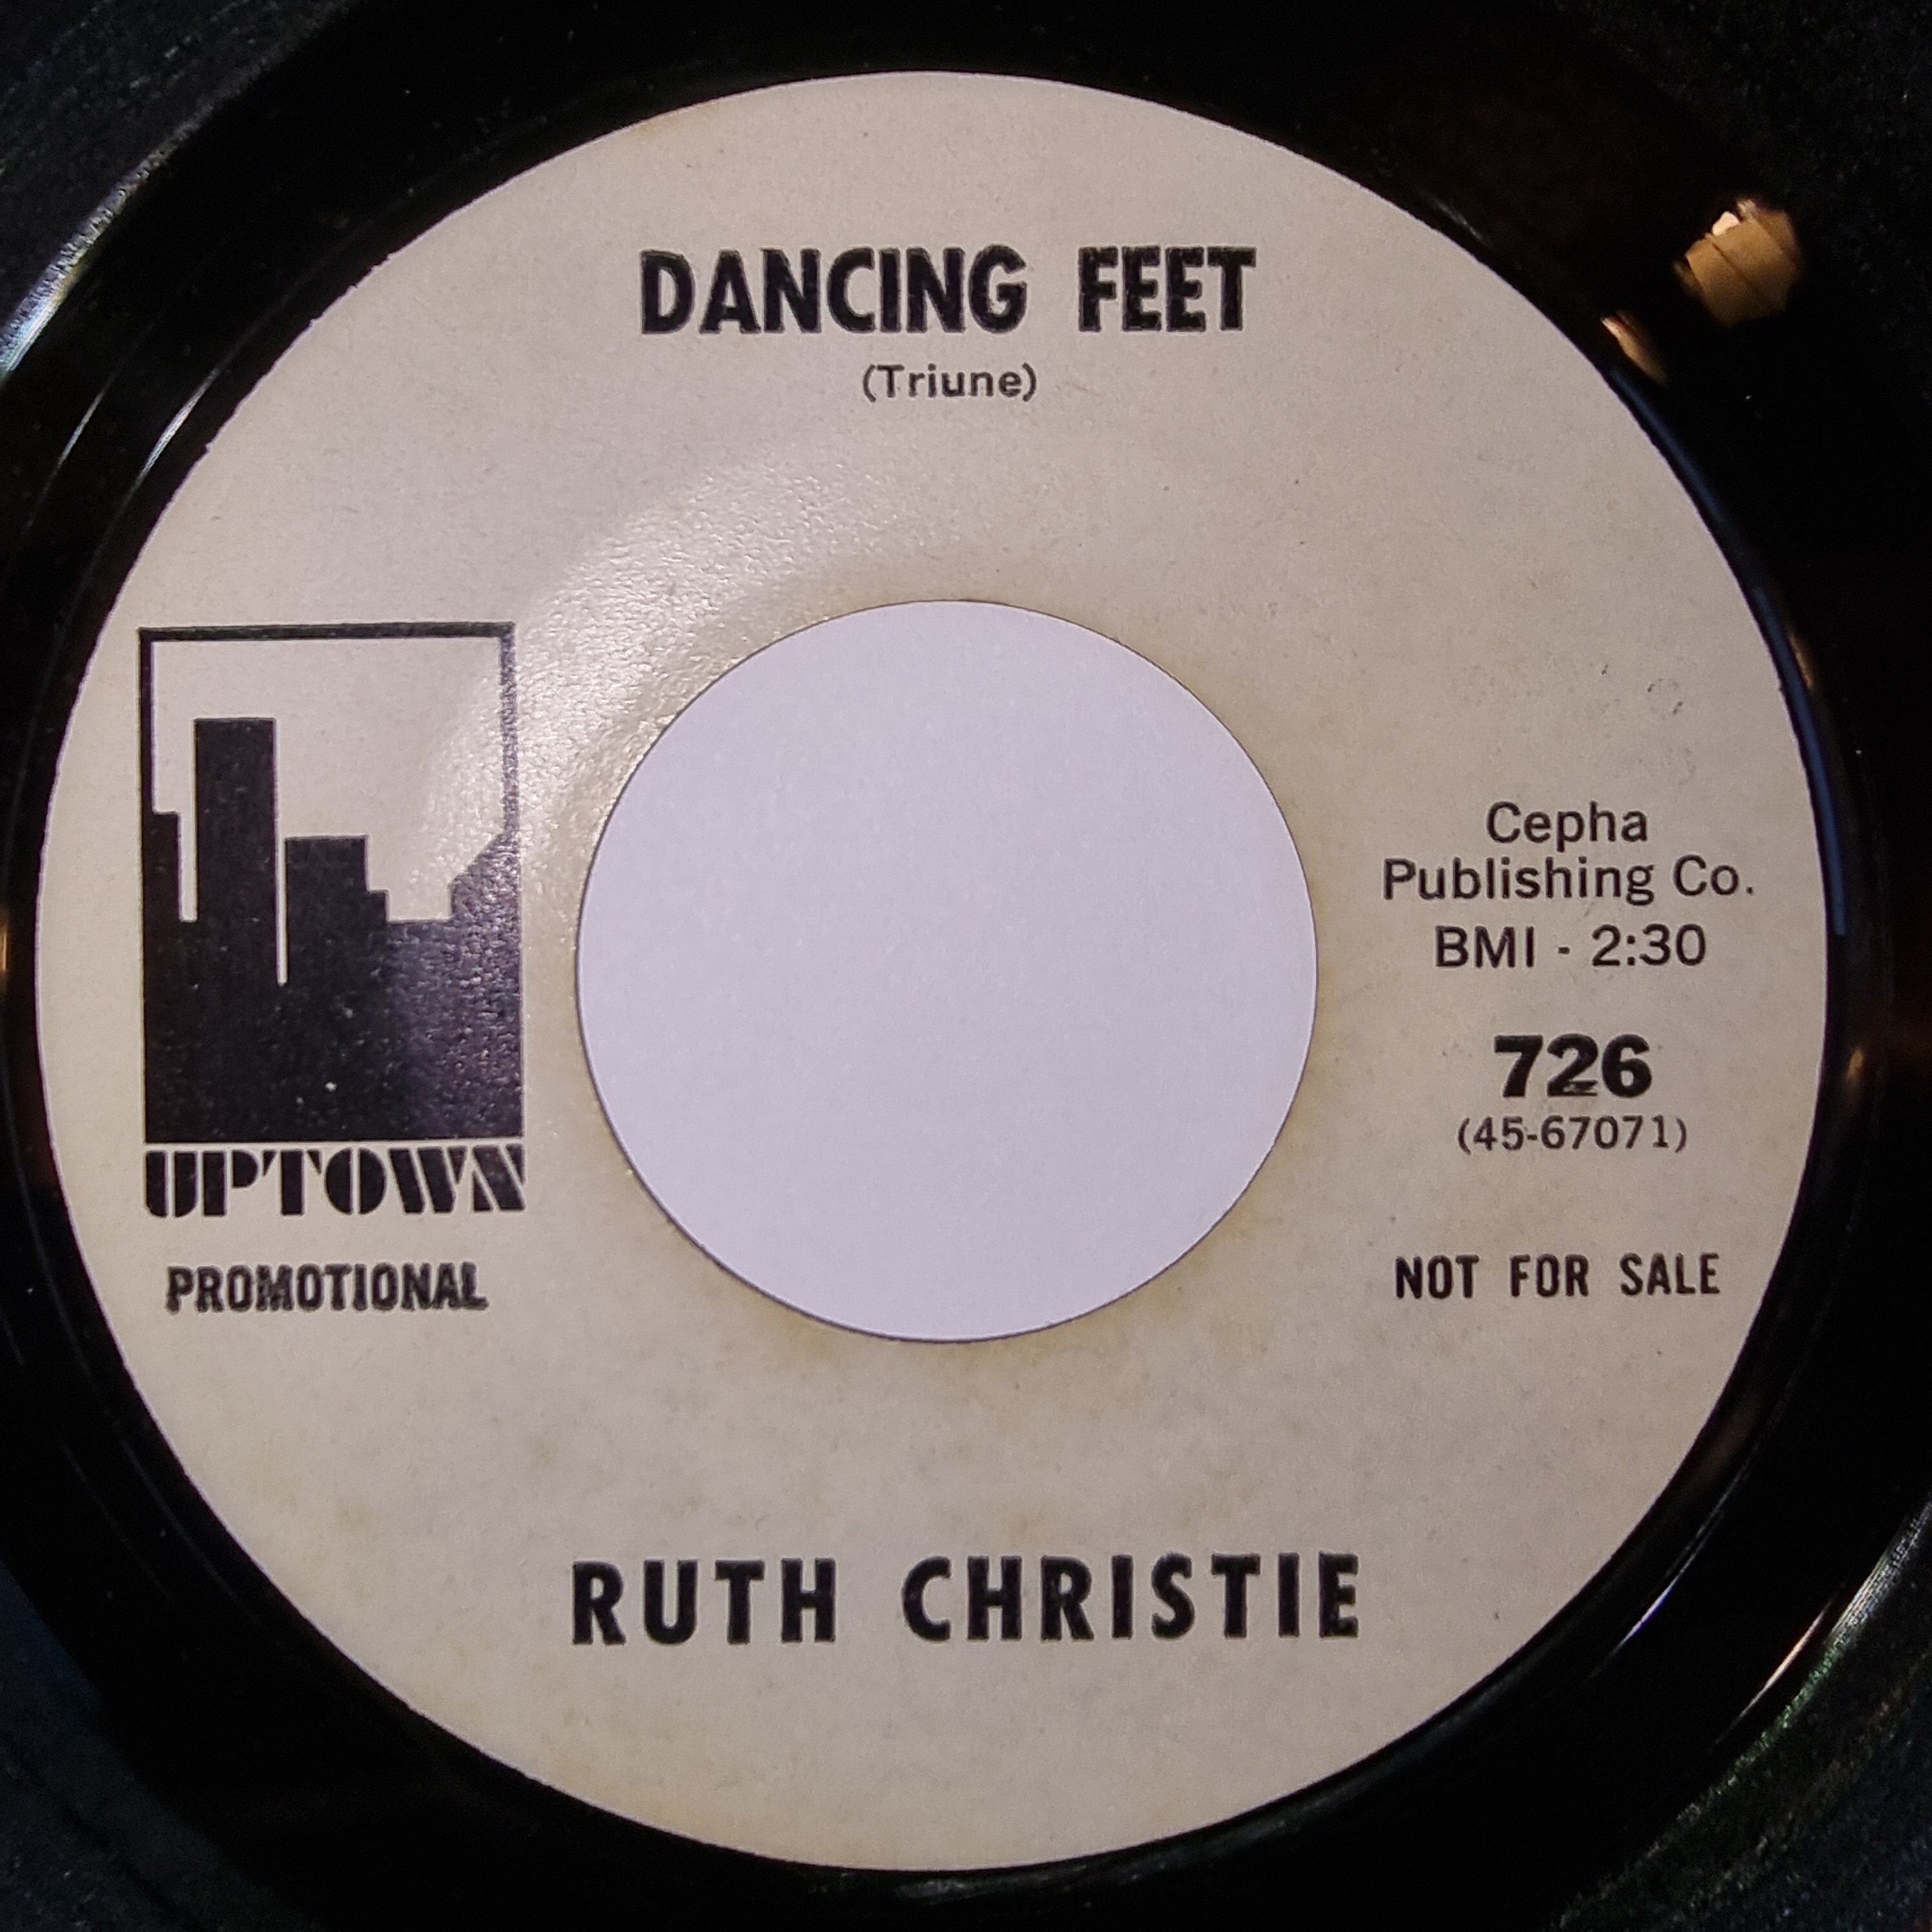 DANCING FEET
(Triune)
UPTOWN
PROMOTIONAL
Cepha
Publishing Co.
BMI - 2:30
726
(45-67071)
NOT FOR SALE
RUTH CHRISTIE